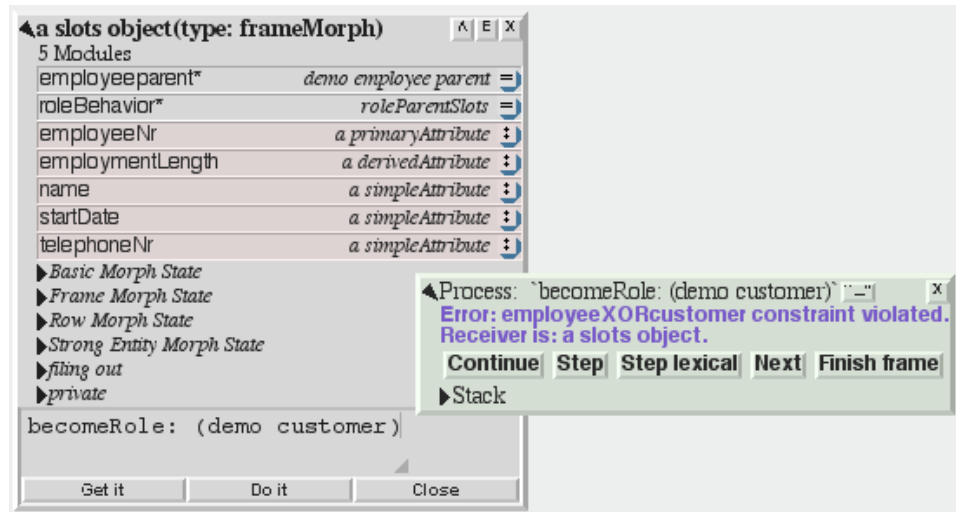 a slots object(type: frameMorph) ʌ E X
5 Modules
employeeparent* demo employee parent =
roleBehavior* roleParentSlots =
employeeNr a primaryAttribute :
employmentLength a derivedAttribute :
name a simpleAttribute :
startDate a simpleAttribute :
telephoneNr a simpleAttribute :
Basic Morph State
Frame Morph State
Row Morph State
Strong Entity Morph State
filing out
private
becomeRole: (demo customer)
Get it Do it Close
Process: `becomeRole: (demo customer)` "_" X
Error: employeeXORcustomer constraint violated.
Receiver is: a slots object.
Continue Step Step lexical Next Finish frame
Stack